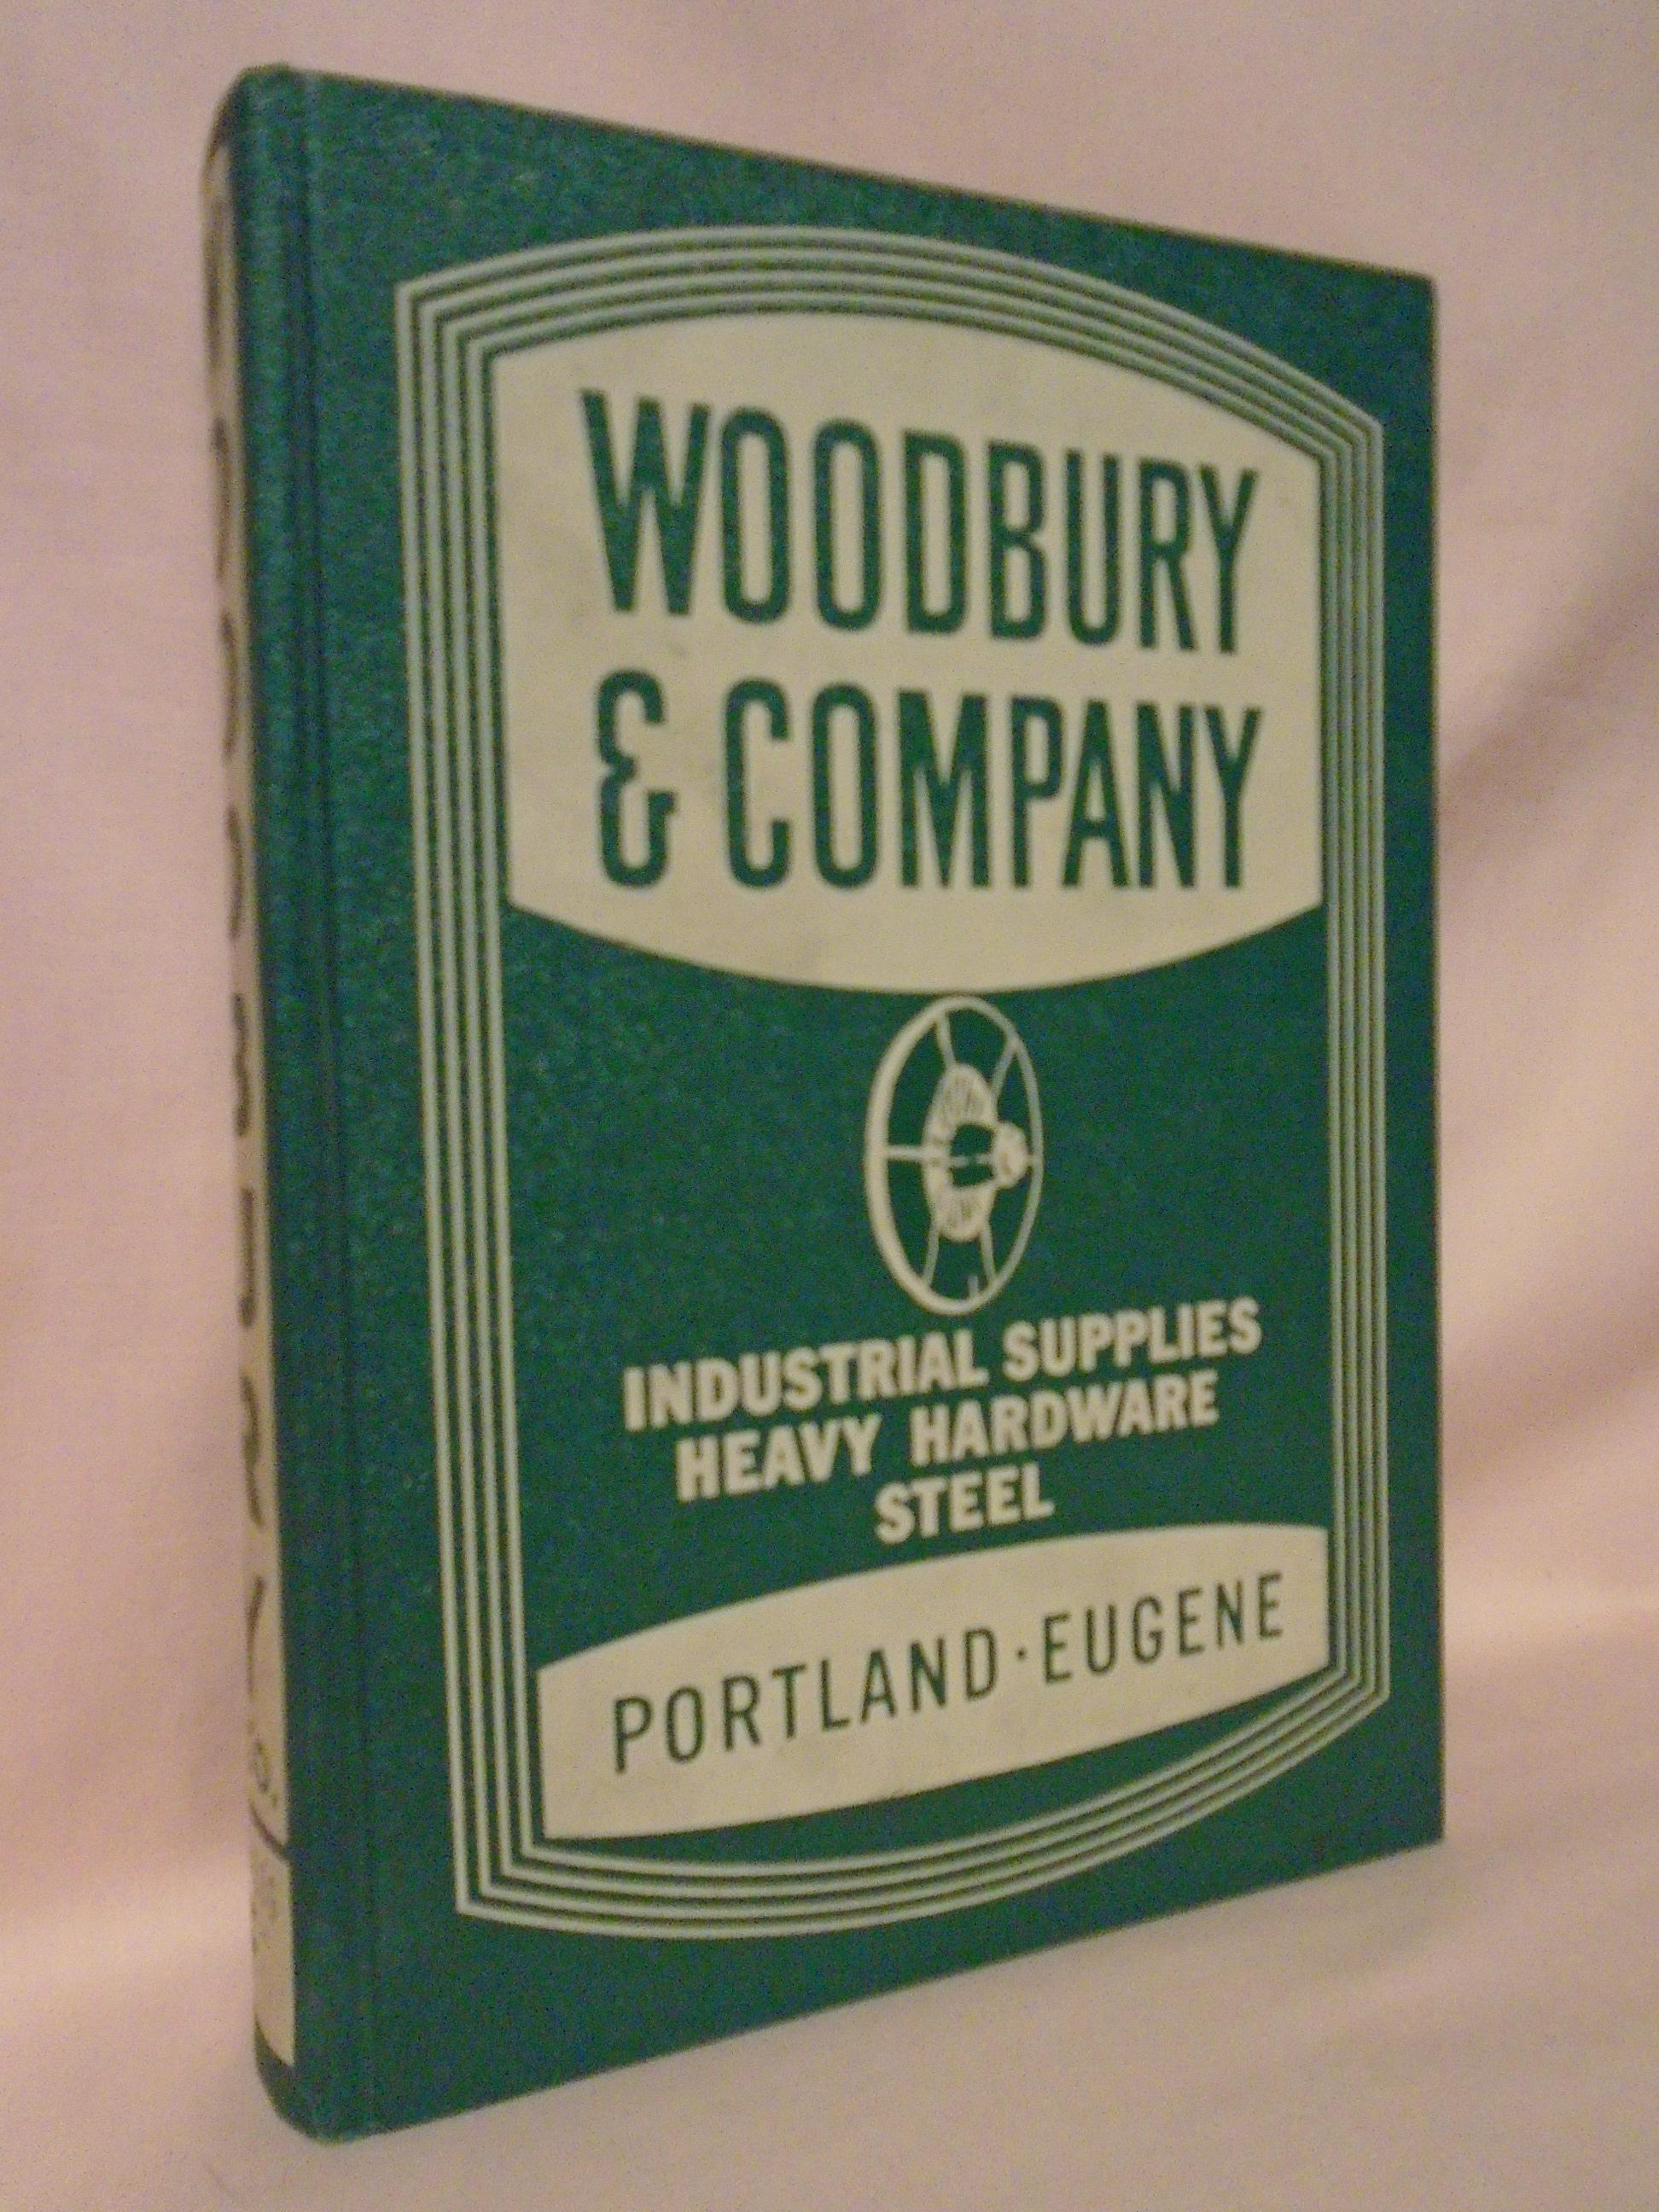 WOODBURY
& COMPANY
INDUSTRIAL SUPPLIES
HEAVY HARDWARE
STEEL
PORTLAND · EUGENE